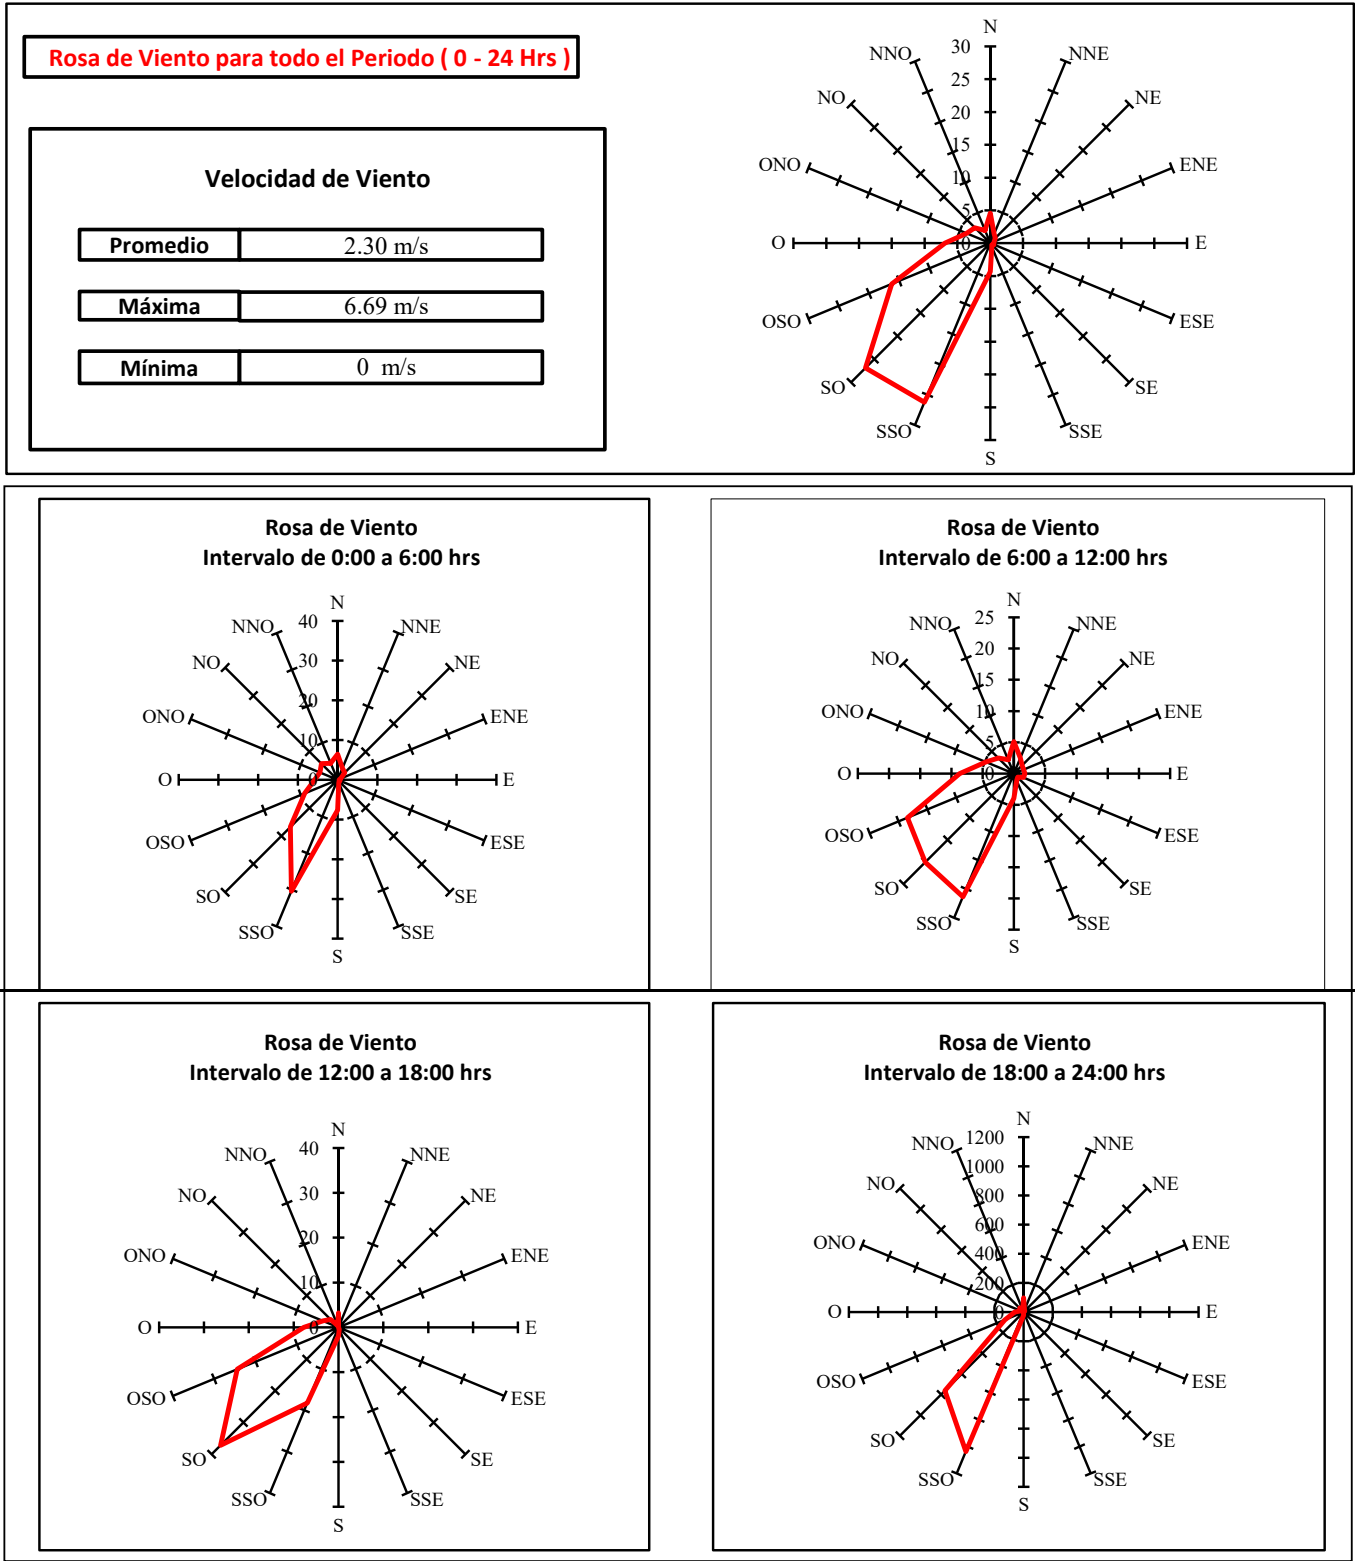 Rosa de Viento para todo el Periodo ( 0 - 24 Hrs )
Velocidad de Viento
Promedio 2.30 m/s
Máxima 6.69 m/s
Mínima 0 m/s
N
NNO 30 NNE
25
NO 20 NE
15
ONO 10 ENE
5
O 0 E
OSO ESE
SO SE
SSO SSE
S
Rosa de Viento
Intervalo de 0:00 a 6:00 hrs
N
40
NNO NNE
30
NO NE
20
ONO ENE
10
O 0 E
OSO ESE
SO SE
SSO SSE
S
Rosa de Viento
Intervalo de 6:00 a 12:00 hrs
N
25
NNO NNE
20
NO NE
15
ONO 10 ENE
5
O 0 E
OSO ESE
SO SE
SSO SSE
S
Rosa de Viento
Intervalo de 12:00 a 18:00 hrs
N
40
NNO NNE
30
NO NE
20
ONO ENE
10
O 0 E
OSO ESE
SO SE
SSO SSE
S
Rosa de Viento
Intervalo de 18:00 a 24:00 hrs
N
1200
NNO NNE
1000
NO 800 NE
600
ONO 400 ENE
200
O 0 E
OSO ESE
SO SE
SSO SSE
S